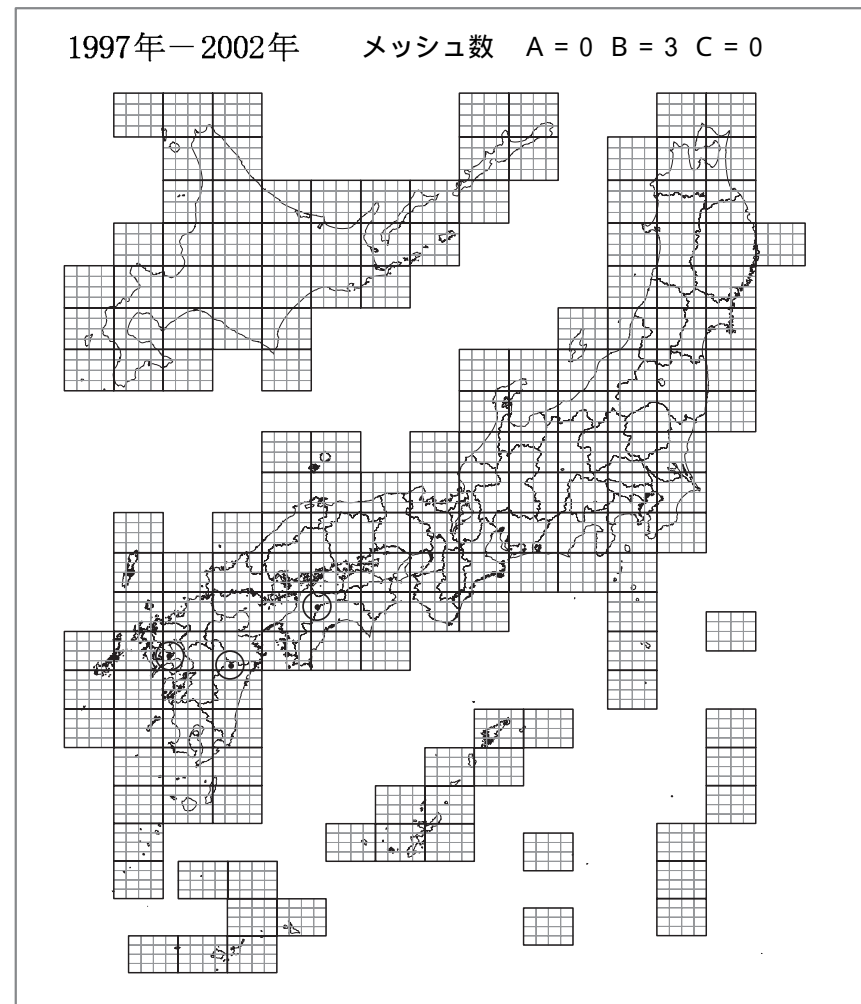 1997年－2002年 メッシュ数 A = 0 B = 3 C = 0